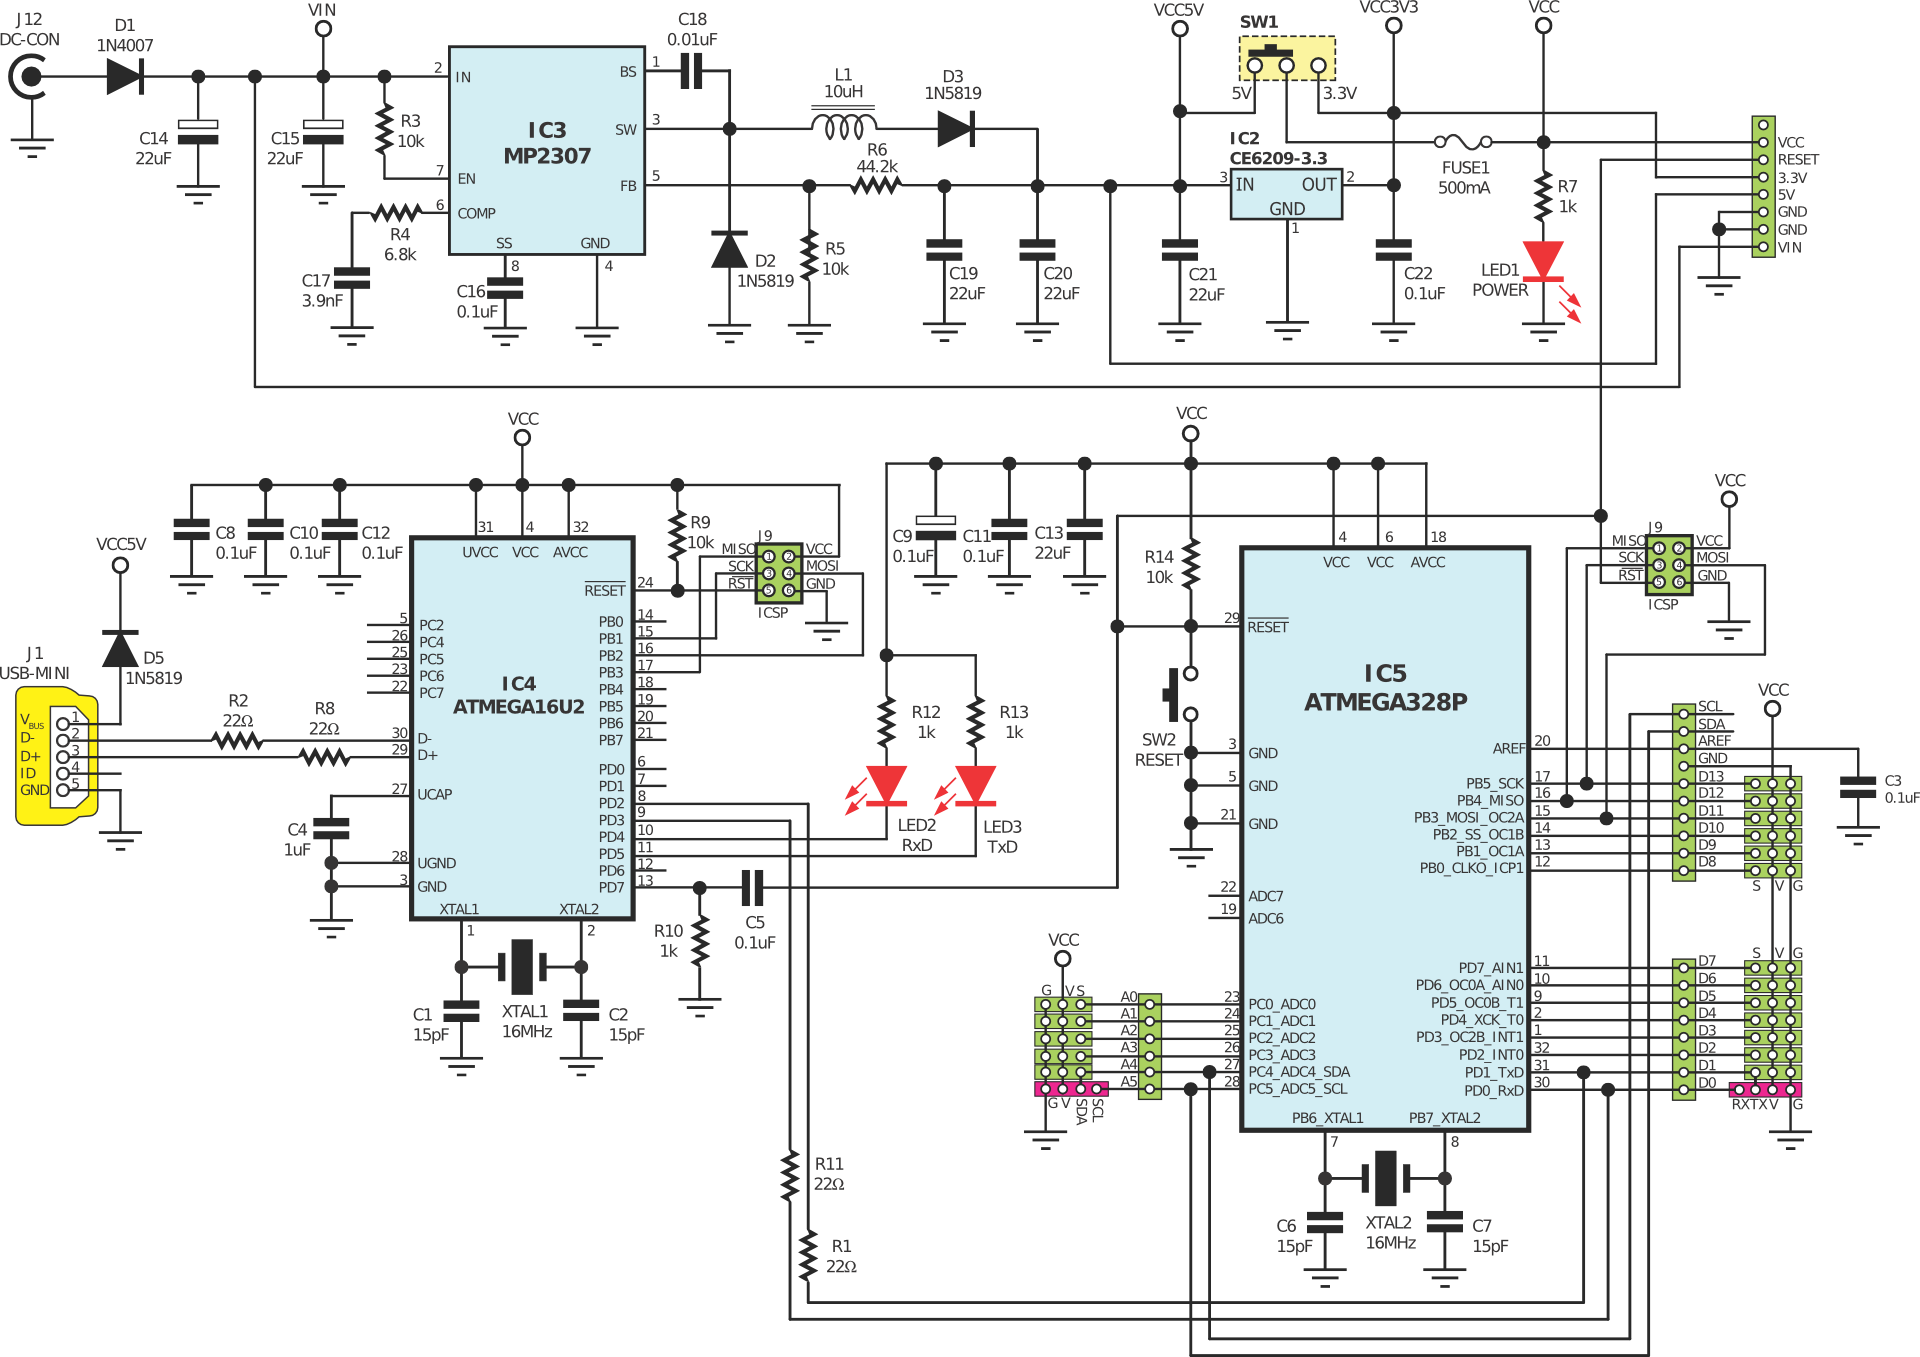 J12
DC-CON
D1
1N4007
VIN
C14
22uF
C15
22uF
R3
10k
R4
6.8k
C17
3.9nF
2
IN
7
EN
6
COMP
IC3
MP2307
BS
1
SW
3
FB
5
SS
8
GND
4
C16
0.1uF
C18
0.01uF
L1
10uH
D3
1N5819
R6
44.2k
D2
1N5819
R5
10k
C19
22uF
C20
22uF
VCC5V
C21
22uF
SW1
5V
3.3V
IC2
CE6209-3.3
3
IN
OUT
2
GND
1
VCC3V3
C22
0.1uF
VCC
FUSE1
500mA
R7
1k
LED1
POWER
VCC
RESET
3.3V
5V
GND
GND
VIN
VCC
C8
0.1uF
C10
0.1uF
C12
0.1uF
VCC5V
D5
1N5819
J1
USB-MINI
VBUS
1
D-
2
D+
3
ID
4
GND
5
R2
22Ω
R8
22Ω
C4
1uF
31
4
32
UVCC
VCC
AVCC
IC4
ATMEGA16U2
5
PC2
26
PC4
25
PC5
23
PC6
22
PC7
30
D-
29
D+
27
UCAP
28
UGND
3
GND
XTAL1
XTAL2
1
2
RESET
24
PB0
14
PB1
15
PB2
16
PB3
17
PB4
18
PB5
19
PB6
20
PB7
21
PD0
6
PD1
7
PD2
8
PD3
9
PD4
10
PD5
11
PD6
12
PD7
13
C1
15pF
XTAL1
16MHz
C2
15pF
R9
10k
J9
MISO
1
2
VCC
SCK
3
4
MOSI
RST
5
6
GND
ICSP
R10
1k
C5
0.1uF
R11
22Ω
R1
22Ω
C9
0.1uF
C11
0.1uF
C13
22uF
VCC
R14
10k
R12
1k
R13
1k
LED2
RxD
LED3
TxD
SW2
RESET
4
6
18
VCC
VCC
AVCC
IC5
ATMEGA328P
29
RESET
3
GND
5
GND
21
GND
22
ADC7
19
ADC6
23
PC0_ADC0
24
PC1_ADC1
25
PC2_ADC2
26
PC3_ADC3
27
PC4_ADC4_SDA
28
PC5_ADC5_SCL
PB6_XTAL1
PB7_XTAL2
7
8
AREF
20
PB5_SCK
17
PB4_MISO
16
PB3_MOSI_OC2A
15
PB2_SS_OC1B
14
PB1_OC1A
13
PB0_CLKO_ICP1
12
PD7_AIN1
11
PD6_OC0A_AIN0
10
PD5_OC0B_T1
9
PD4_XCK_T0
2
PD3_OC2B_INT1
1
PD2_INT0
32
PD1_TxD
31
PD0_RxD
30
C6
15pF
XTAL2
16MHz
C7
15pF
VCC
G
V
S
A0
A1
A2
A3
A4
A5
G
V
SDA
SCL
VCC
J9
MISO
1
2
VCC
SCK
3
4
MOSI
RST
5
6
GND
ICSP
VCC
SCL
SDA
AREF
GND
D13
D12
D11
D10
D9
D8
S
V
G
C3
0.1uF
S
V
G
D7
D6
D5
D4
D3
D2
D1
D0
RX
TX
V
G